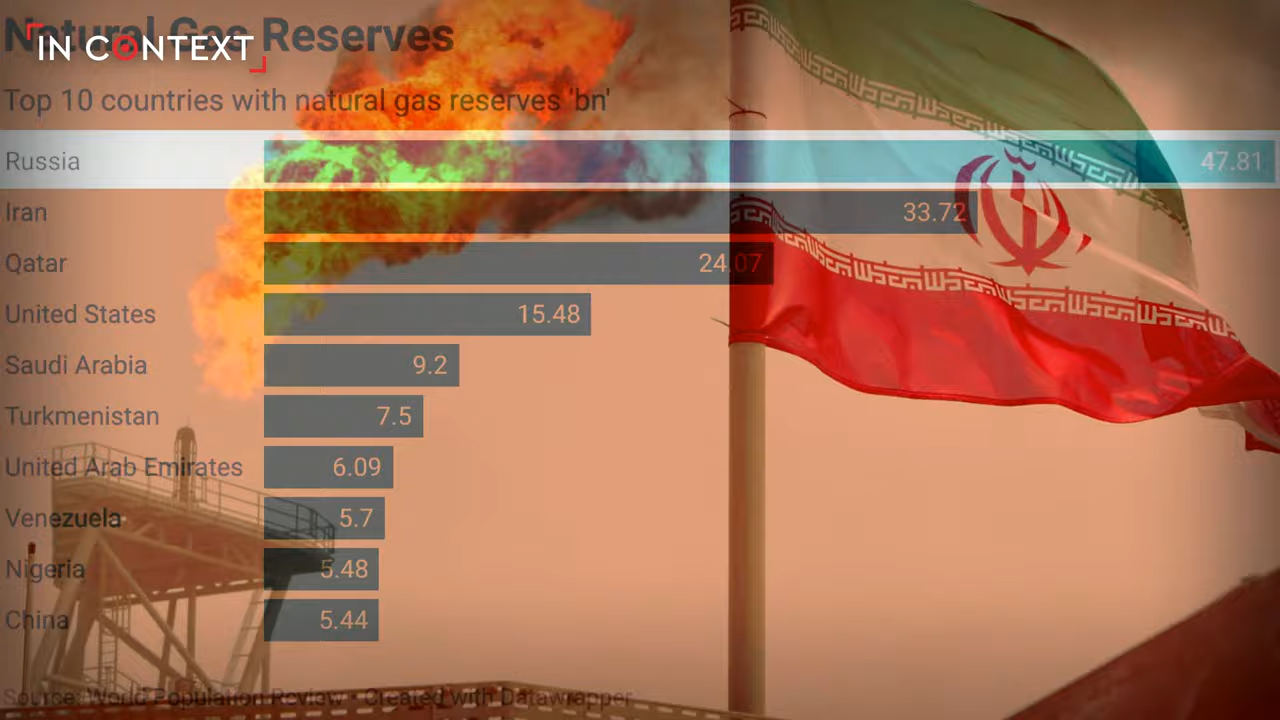 Natural Gas Reserves
IN CONTEXT
Top 10 countries with natural gas reserves 'bn'
Russia 47.81
Iran 33.72
Qatar 24.07
United States 15.48
Saudi Arabia 9.2
Turkmenistan 7.5
United Arab Emirates 6.09
Venezuela 5.7
Nigeria 5.48
China 5.44
Source: World Population Review • Created with Datawrapper